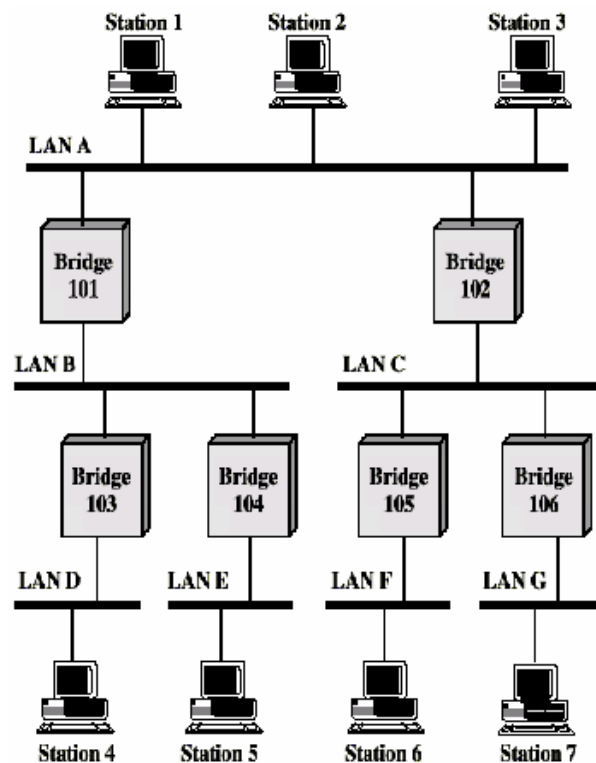 Station 1 Station 2 Station 3
LAN A
Bridge 101
Bridge 102
LAN B LAN C
Bridge 103
Bridge 104
Bridge 105
Bridge 106
LAN D LAN E LAN F LAN G
Station 4 Station 5 Station 6 Station 7